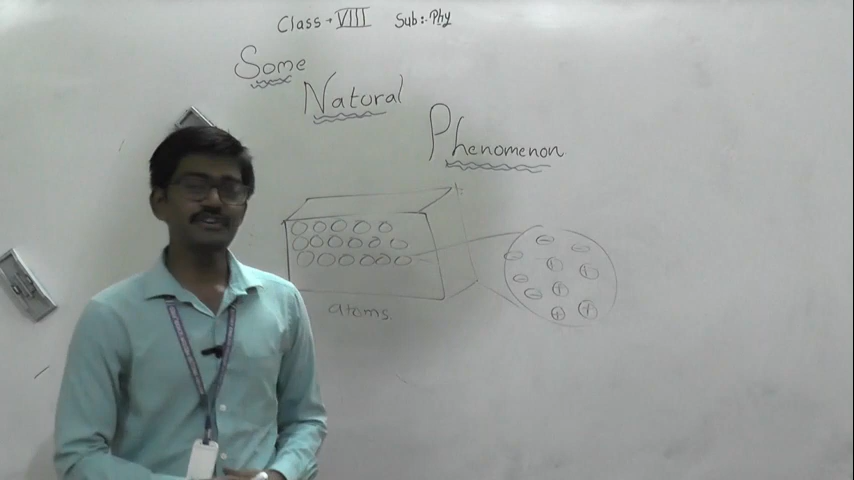 Class → VIII Sub:- Phy
Some
Natural
Phenomenon
atoms.